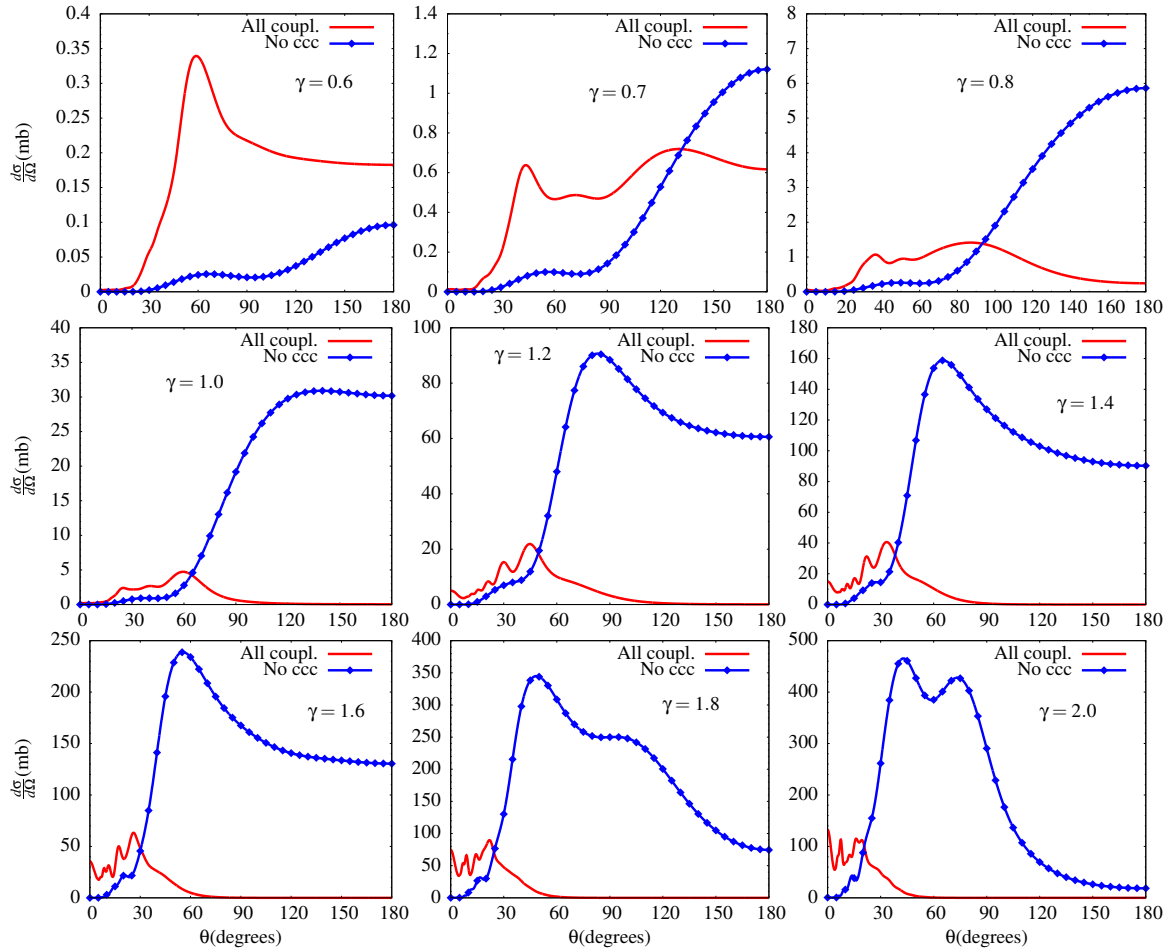 All coupl.
No ccc
γ = 0.6
dσ/dΩ (mb)
0.4
0.35
0.3
0.25
0.2
0.15
0.1
0.05
0
0 30 60 90 120 150 180
All coupl.
No ccc
γ = 0.7
1.4
1.2
1
0.8
0.6
0.4
0.2
0
0 30 60 90 120 150 180
All coupl.
No ccc
γ = 0.8
8
7
6
5
4
3
2
1
0
0 20 40 60 80 100 120 140 160 180
All coupl.
No ccc
γ = 1.0
dσ/dΩ (mb)
40
35
30
25
20
15
10
5
0
0 30 60 90 120 150 180
All coupl.
No ccc
γ = 1.2
100
80
60
40
20
0
0 30 60 90 120 150 180
All coupl.
No ccc
γ = 1.4
180
160
140
120
100
80
60
40
20
0
0 30 60 90 120 150 180
All coupl.
No ccc
γ = 1.6
dσ/dΩ (mb)
250
200
150
100
50
0
0 30 60 90 120 150 180
θ(degrees)
All coupl.
No ccc
γ = 1.8
400
350
300
250
200
150
100
50
0
0 30 60 90 120 150 180
θ(degrees)
All coupl.
No ccc
γ = 2.0
500
400
300
200
100
0
0 30 60 90 120 150 180
θ(degrees)